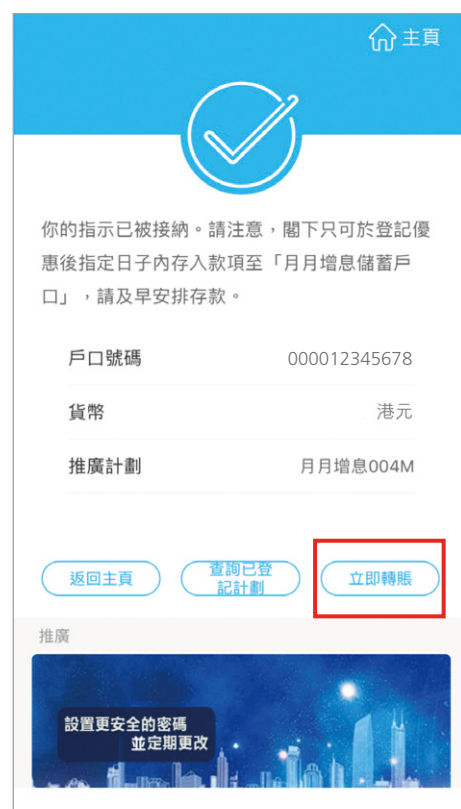 主頁
你的指示已被接納。請注意，閣下只可於登記優
惠後指定日子內存入款項至「月月增息儲蓄戶
口」，請及早安排存款。
戶口號碼 000012345678
貨幣 港元
推廣計劃 月月增息004M
返回主頁 查詢已登記計劃 立即轉賬
推廣
設置更安全的密碼
並定期更改